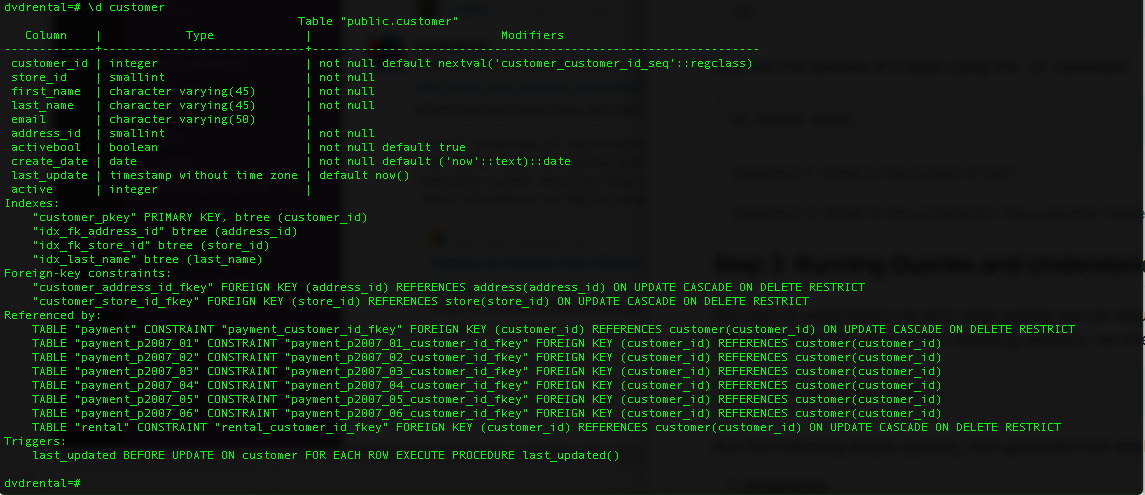 dvdrental=# \d customer
                                          Table "public.customer"
   Column    |            Type             |                           Modifiers
-------------+-----------------------------+---------------------------------------------------------------
 customer_id | integer                     | not null default nextval('customer_customer_id_seq'::regclass)
 store_id    | smallint                    | not null
 first_name  | character varying(45)       | not null
 last_name   | character varying(45)       | not null
 email       | character varying(50)       |
 address_id  | smallint                    | not null
 activebool  | boolean                     | not null default true
 create_date | date                        | not null default ('now'::text)::date
 last_update | timestamp without time zone | default now()
 active      | integer                     |
Indexes:
    "customer_pkey" PRIMARY KEY, btree (customer_id)
    "idx_fk_address_id" btree (address_id)
    "idx_fk_store_id" btree (store_id)
    "idx_last_name" btree (last_name)
Foreign-key constraints:
    "customer_address_id_fkey" FOREIGN KEY (address_id) REFERENCES address(address_id) ON UPDATE CASCADE ON DELETE RESTRICT
    "customer_store_id_fkey" FOREIGN KEY (store_id) REFERENCES store(store_id) ON UPDATE CASCADE ON DELETE RESTRICT
Referenced by:
    TABLE "payment" CONSTRAINT "payment_customer_id_fkey" FOREIGN KEY (customer_id) REFERENCES customer(customer_id) ON UPDATE CASCADE ON DELETE RESTRICT
    TABLE "payment_p2007_01" CONSTRAINT "payment_p2007_01_customer_id_fkey" FOREIGN KEY (customer_id) REFERENCES customer(customer_id)
    TABLE "payment_p2007_02" CONSTRAINT "payment_p2007_02_customer_id_fkey" FOREIGN KEY (customer_id) REFERENCES customer(customer_id)
    TABLE "payment_p2007_03" CONSTRAINT "payment_p2007_03_customer_id_fkey" FOREIGN KEY (customer_id) REFERENCES customer(customer_id)
    TABLE "payment_p2007_04" CONSTRAINT "payment_p2007_04_customer_id_fkey" FOREIGN KEY (customer_id) REFERENCES customer(customer_id)
    TABLE "payment_p2007_05" CONSTRAINT "payment_p2007_05_customer_id_fkey" FOREIGN KEY (customer_id) REFERENCES customer(customer_id)
    TABLE "payment_p2007_06" CONSTRAINT "payment_p2007_06_customer_id_fkey" FOREIGN KEY (customer_id) REFERENCES customer(customer_id)
    TABLE "rental" CONSTRAINT "rental_customer_id_fkey" FOREIGN KEY (customer_id) REFERENCES customer(customer_id) ON UPDATE CASCADE ON DELETE RESTRICT
Triggers:
    last_updated BEFORE UPDATE ON customer FOR EACH ROW EXECUTE PROCEDURE last_updated()
dvdrental=#
Step 3: Running Queries and